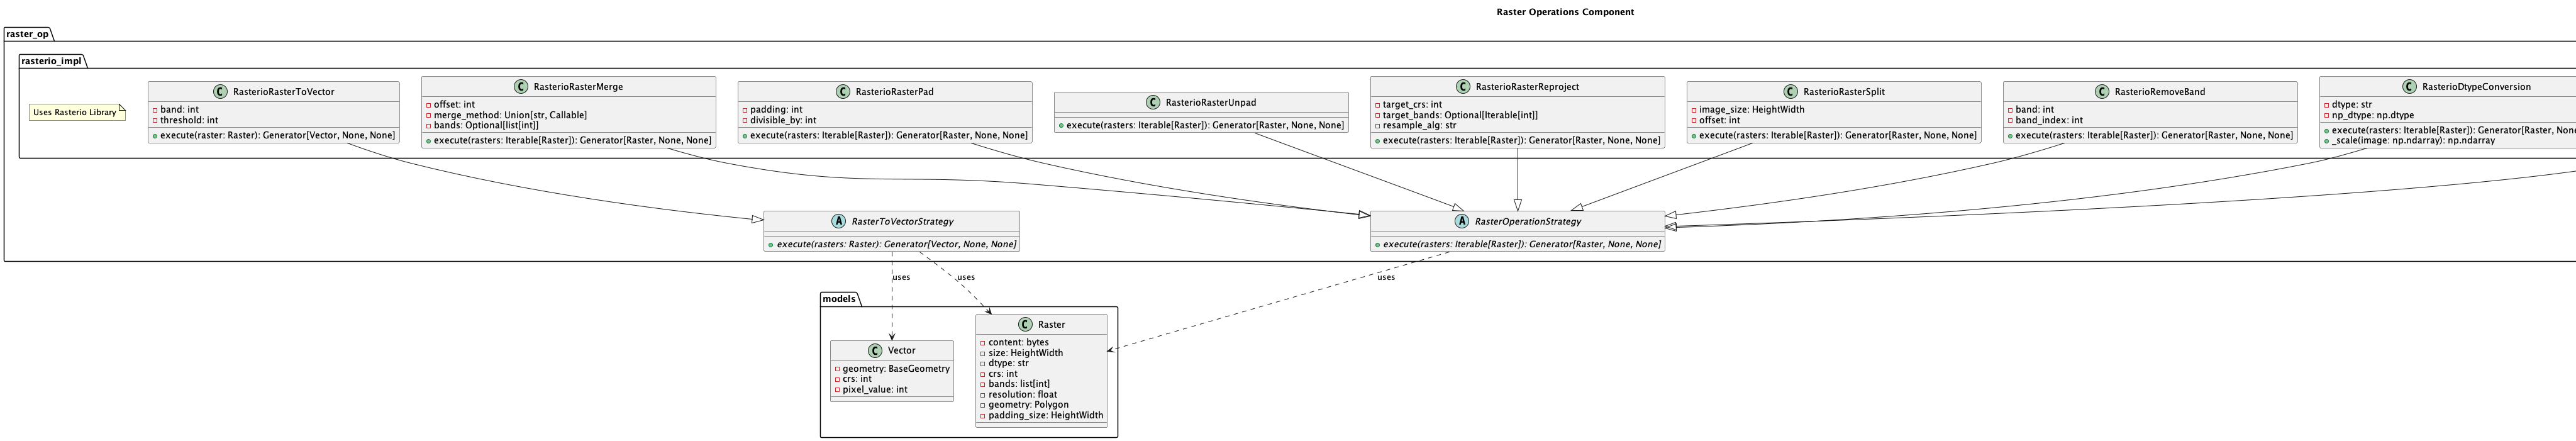 Raster Operations Component
raster_op
rasterio_impl
Uses Rasterio Library
C RasterioRasterToVector
band: int
threshold: int
execute(raster: Raster): Generator[Vector, None, None]
C RasterioRasterMerge
offset: int
merge_method: Union[str, Callable]
bands: Optional[list[int]]
execute(rasters: Iterable[Raster]): Generator[Raster, None, None]
C RasterioRasterPad
padding: int
divisible_by: int
execute(rasters: Iterable[Raster]): Generator[Raster, None, None]
C RasterioRasterUnpad
execute(rasters: Iterable[Raster]): Generator[Raster, None, None]
C RasterioRasterReproject
target_crs: int
target_bands: Optional[Iterable[int]]
resample_alg: str
execute(rasters: Iterable[Raster]): Generator[Raster, None, None]
C RasterioRasterSplit
image_size: HeightWidth
offset: int
execute(rasters: Iterable[Raster]): Generator[Raster, None, None]
C RasterioRemoveBand
band: int
band_index: int
execute(rasters: Iterable[Raster]): Generator[Raster, None, None]
C RasterioDtypeConversion
dtype: str
np_dtype: np.dtype
execute(rasters: Iterable[Raster]): Generator[Raster,
_scale(image: np.ndarray): np.ndarray
A RasterToVectorStrategy
execute(rasters: Raster): Generator[Vector, None, None]
A RasterOperationStrategy
execute(rasters: Iterable[Raster]): Generator[Raster, None, None]
uses
uses
uses
models
C Vector
geometry: BaseGeometry
crs: int
pixel_value: int
C Raster
content: bytes
size: HeightWidth
dtype: str
crs: int
bands: list[int]
resolution: float
geometry: Polygon
padding_size: HeightWidth